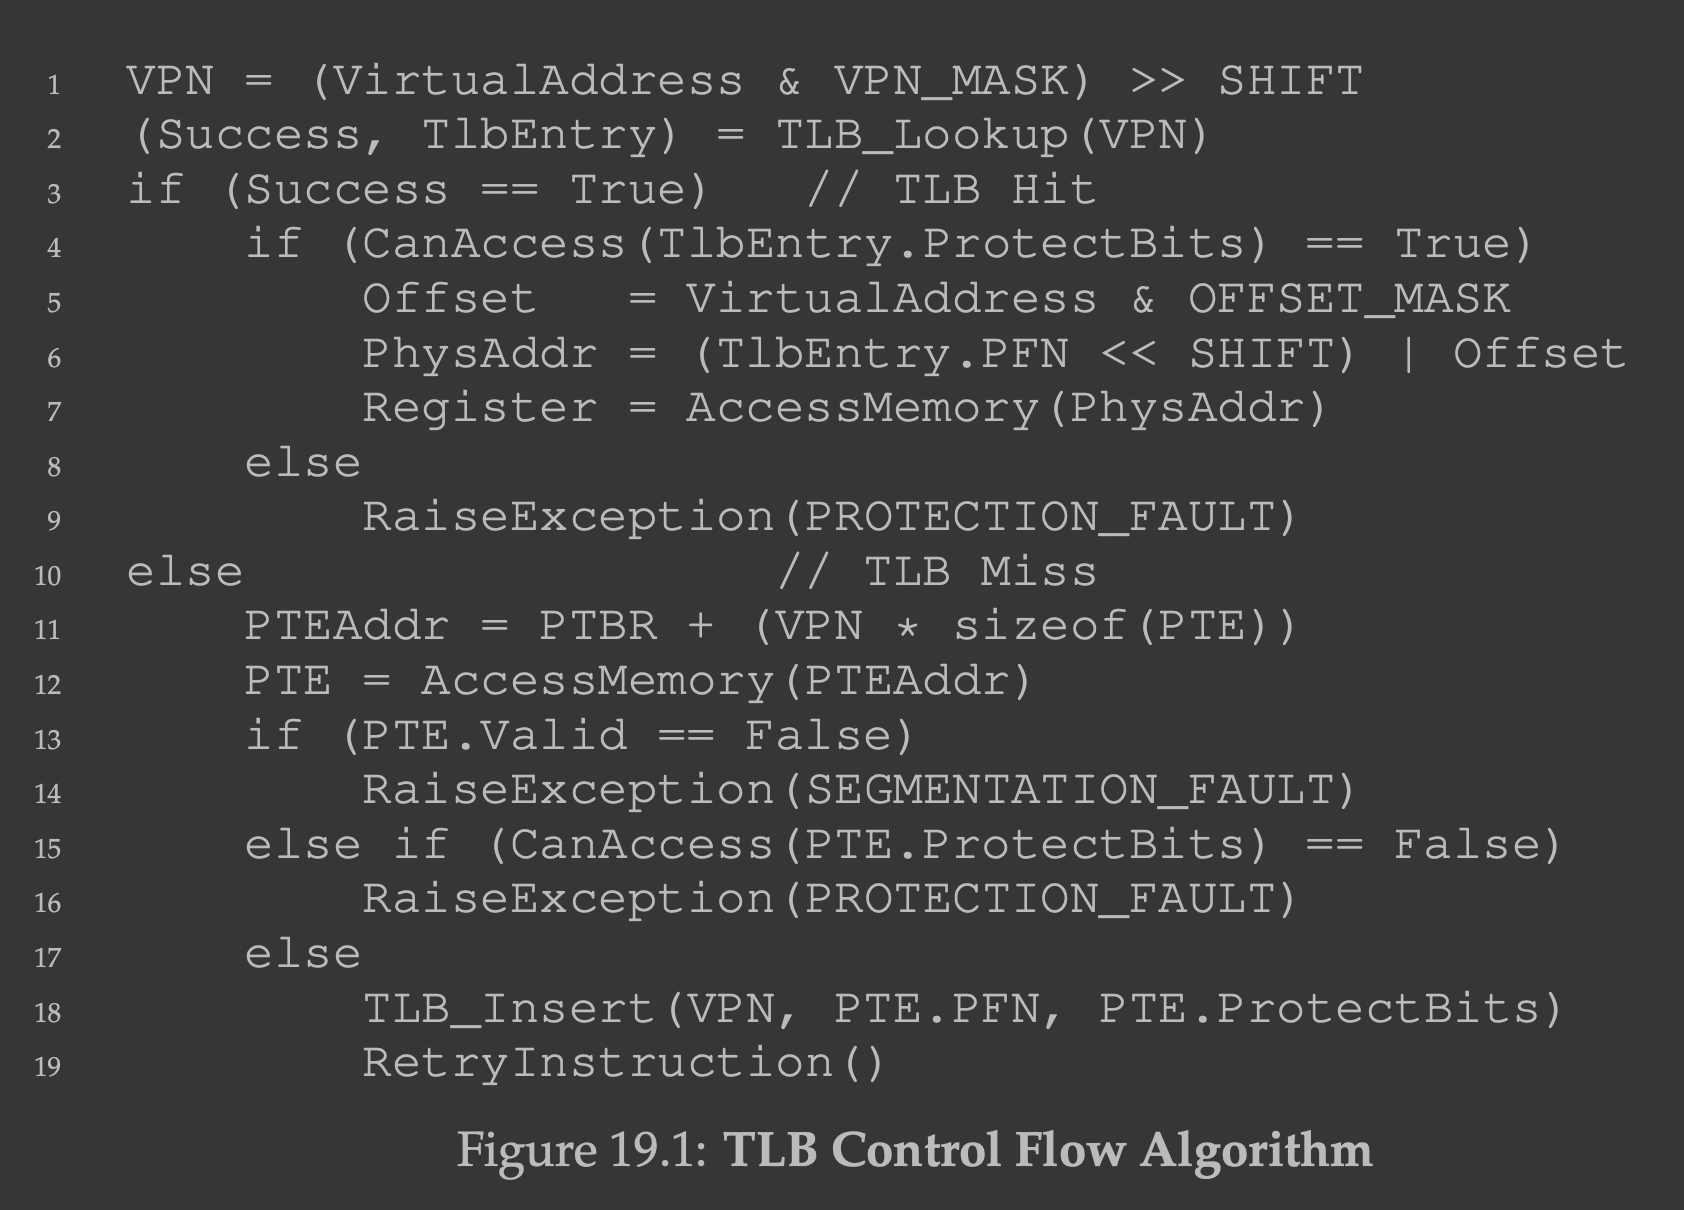 1 VPN = (VirtualAddress & VPN_MASK) >> SHIFT
2 (Success, TlbEntry) = TLB_Lookup(VPN)
3 if (Success == True)   // TLB Hit
4     if (CanAccess(TlbEntry.ProtectBits) == True)
5         Offset   = VirtualAddress & OFFSET_MASK
6         PhysAddr = (TlbEntry.PFN << SHIFT) | Offset
7         Register = AccessMemory(PhysAddr)
8     else
9         RaiseException(PROTECTION_FAULT)
10 else                  // TLB Miss
11     PTEAddr = PTBR + (VPN * sizeof(PTE))
12     PTE = AccessMemory(PTEAddr)
13     if (PTE.Valid == False)
14         RaiseException(SEGMENTATION_FAULT)
15     else if (CanAccess(PTE.ProtectBits) == False)
16         RaiseException(PROTECTION_FAULT)
17     else
18         TLB_Insert(VPN, PTE.PFN, PTE.ProtectBits)
19         RetryInstruction()
Figure 19.1: TLB Control Flow Algorithm